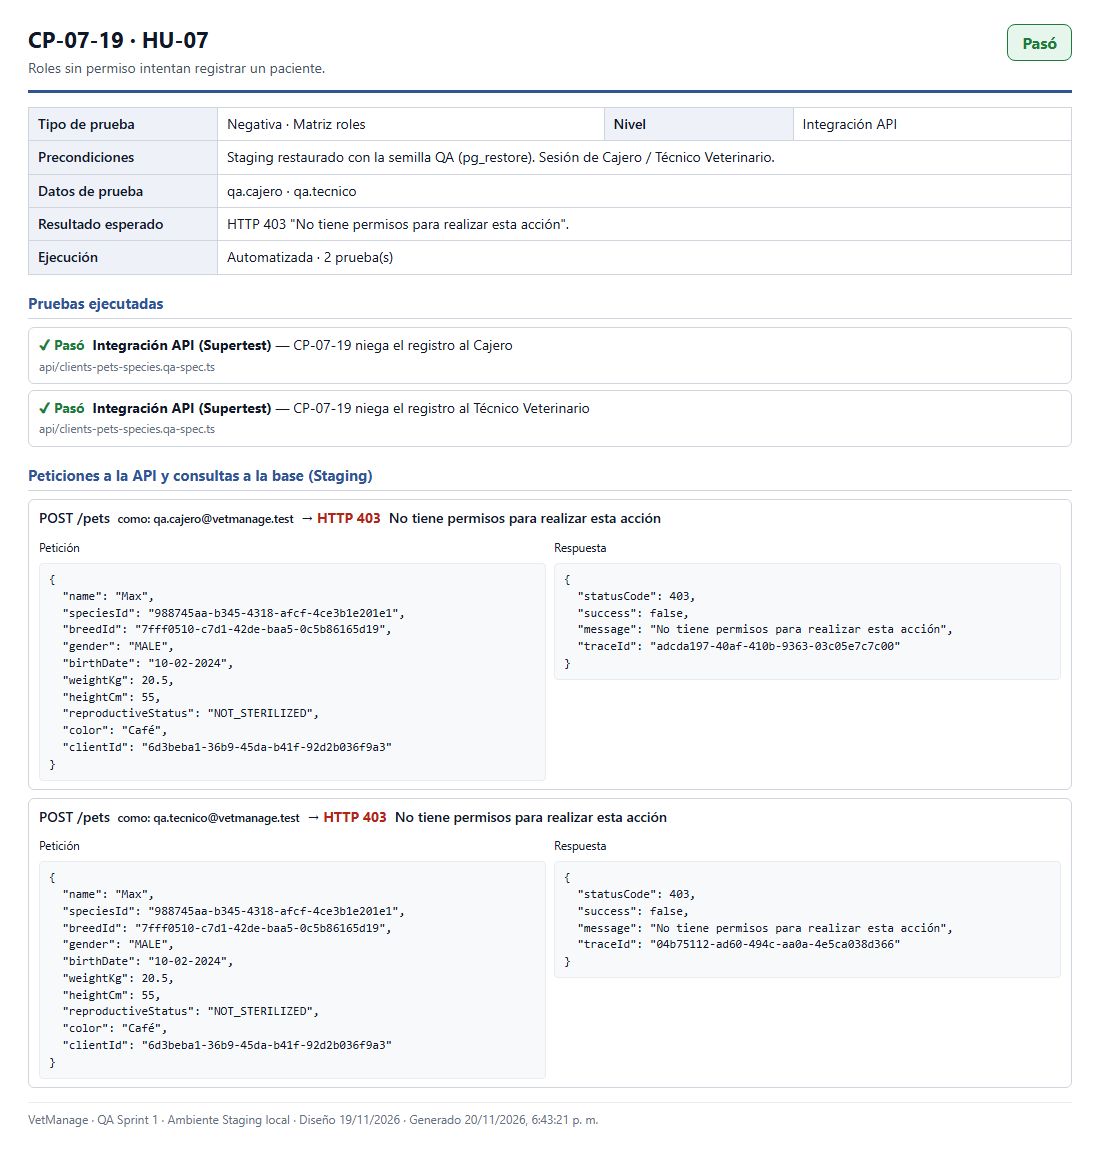 CP-07-19 · HU-07
Pasó
Roles sin permiso intentan registrar un paciente.
Tipo de prueba Negativa · Matriz roles Nivel Integración API
Precondiciones Staging restaurado con la semilla QA (pg_restore). Sesión de Cajero / Técnico Veterinario.
Datos de prueba qa.cajero · qa.tecnico
Resultado esperado HTTP 403 "No tiene permisos para realizar esta acción".
Ejecución Automatizada · 2 prueba(s)
Pruebas ejecutadas
✓ Pasó Integración API (Supertest) — CP-07-19 niega el registro al Cajero
api/clients-pets-species.qa-spec.ts
✓ Pasó Integración API (Supertest) — CP-07-19 niega el registro al Técnico Veterinario
api/clients-pets-species.qa-spec.ts
Peticiones a la API y consultas a la base (Staging)
POST /pets como: qa.cajero@vetmanage.test → HTTP 403 No tiene permisos para realizar esta acción
Petición
{
"name": "Max",
"speciesId": "988745aa-b345-4318-afcf-4ce3b1e201e1",
"breedId": "7fff0510-c7d1-42de-baa5-0c5b86165d19",
"gender": "MALE",
"birthDate": "10-02-2024",
"weightKg": 20.5,
"heightCm": 55,
"reproductiveStatus": "NOT_STERILIZED",
"color": "Café",
"clientId": "6d3beba1-36b9-45da-b41f-92d2b036f9a3"
}
Respuesta
{
"statusCode": 403,
"success": false,
"message": "No tiene permisos para realizar esta acción",
"traceId": "adcda197-40af-410b-9363-03c05e7c7c00"
}
POST /pets como: qa.tecnico@vetmanage.test → HTTP 403 No tiene permisos para realizar esta acción
Petición
{
"name": "Max",
"speciesId": "988745aa-b345-4318-afcf-4ce3b1e201e1",
"breedId": "7fff0510-c7d1-42de-baa5-0c5b86165d19",
"gender": "MALE",
"birthDate": "10-02-2024",
"weightKg": 20.5,
"heightCm": 55,
"reproductiveStatus": "NOT_STERILIZED",
"color": "Café",
"clientId": "6d3beba1-36b9-45da-b41f-92d2b036f9a3"
}
Respuesta
{
"statusCode": 403,
"success": false,
"message": "No tiene permisos para realizar esta acción",
"traceId": "04b75112-ad60-494c-aa0a-4e5ca038d366"
}
VetManage · QA Sprint 1 · Ambiente Staging local · Diseño 19/11/2026 · Generado 20/11/2026, 6:43:21 p. m.